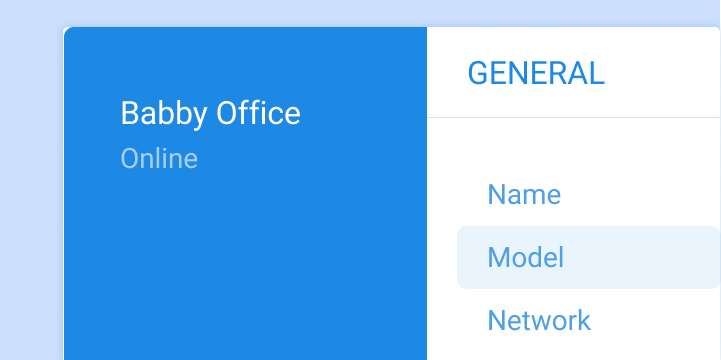 Babby Office
Online
GENERAL
Name
Model
Network